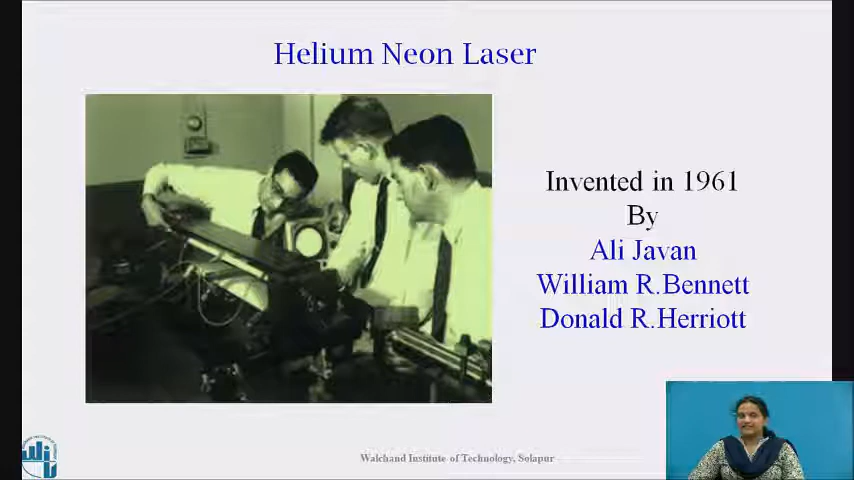 Helium Neon Laser
Invented in 1961
By
Ali Javan
William R.Bennett
Donald R.Herriott
Walchand Institute of Technology, Solapur